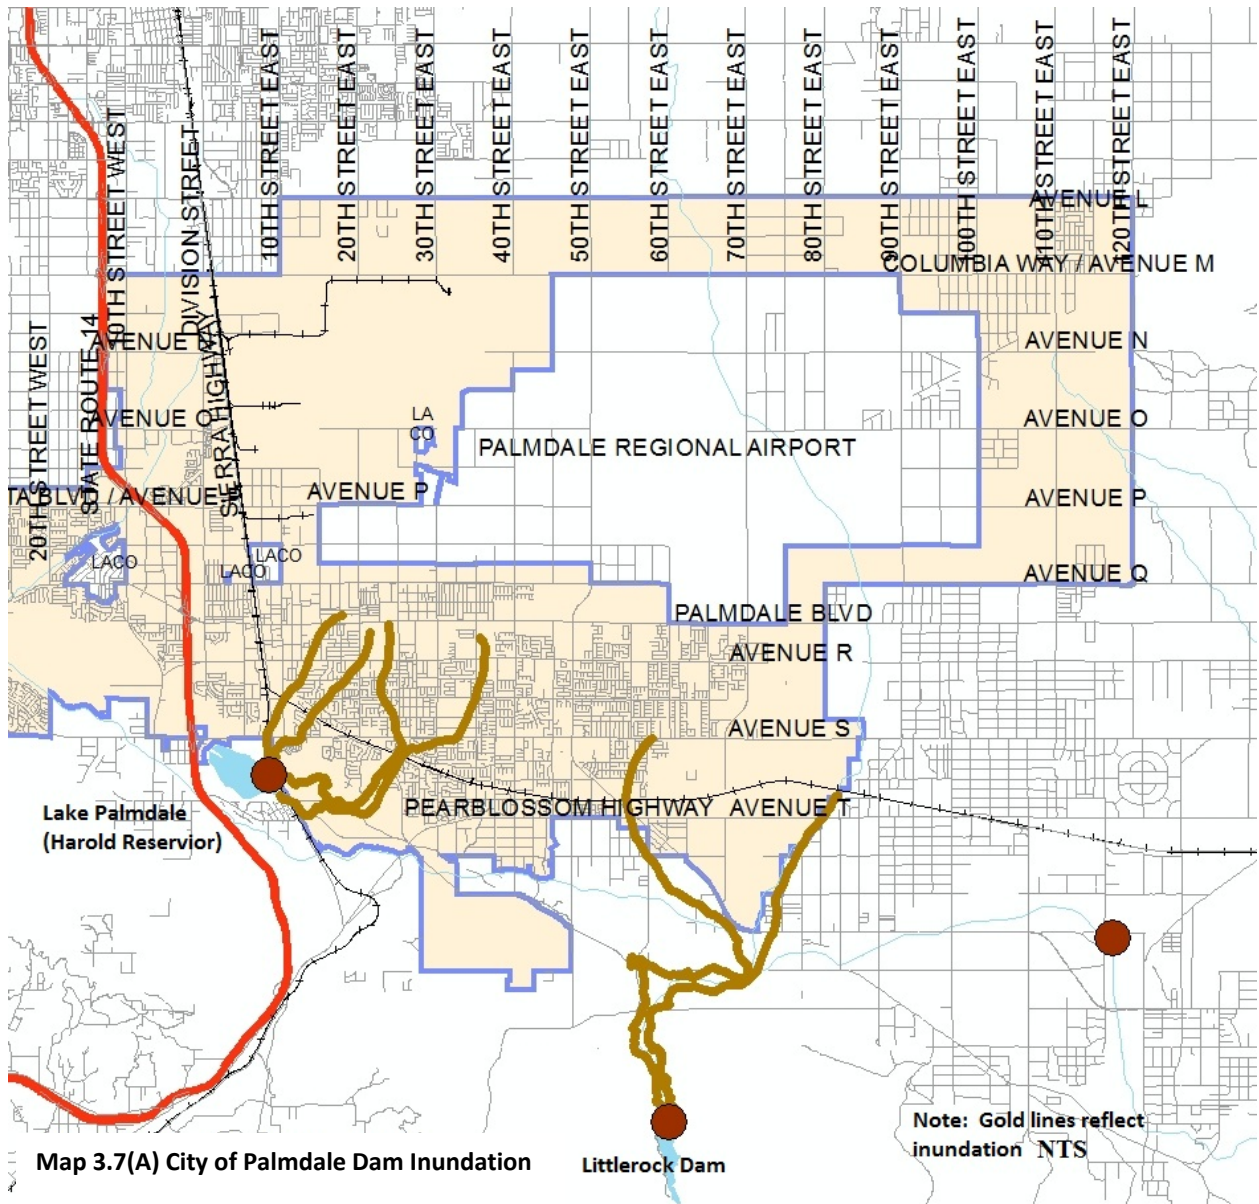 10TH STREET EAST
20TH STREET EAST
30TH STREET EAST
40TH STREET EAST
50TH STREET EAST
60TH STREET EAST
70TH STREET EAST
80TH STREET EAST
90TH STREET EAST
100TH STREET EAST
110TH STREET EAST
120TH STREET EAST
20TH STREET WEST
STATE ROUTE 14
10TH STREET WEST
DIVISION STREET
SIERRA HIGHWAY
AVENUE L
COLUMBIA WAY / AVENUE M
AVENUE N
AVENUE
AVENUE O
AVENUE O
LA
CO
PALMDALE REGIONAL AIRPORT
AVENUE P
AVENUE P
TA BLVD / AVENUE
LACO
LACO
LACO
AVENUE Q
PALMDALE BLVD
AVENUE R
AVENUE S
PEARBLOSSOM HIGHWAY
AVENUE T
Lake Palmdale
(Harold Reservior)
Note: Gold lines reflect
inundation NTS
Map 3.7(A) City of Palmdale Dam Inundation
Littlerock Dam